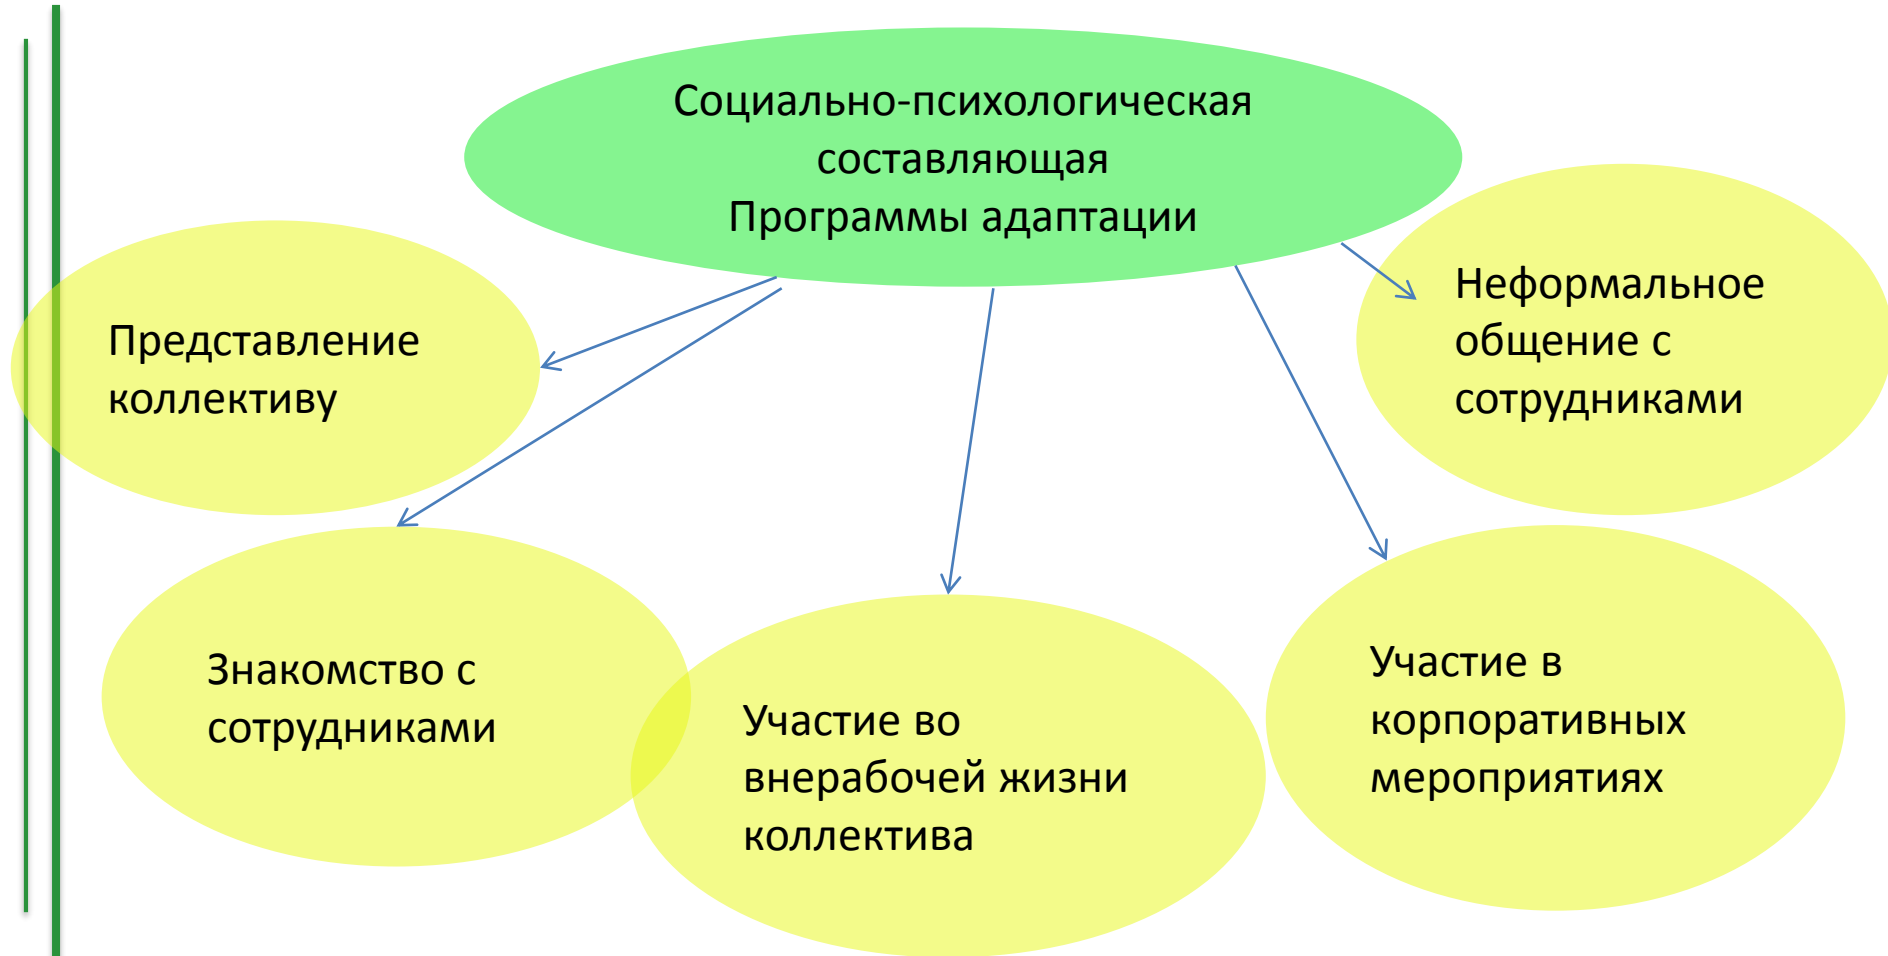 Социально-психологическая
составляющая
Программы адаптации
Представление
коллективу
Неформальное
общение с
сотрудниками
Знакомство с
сотрудниками
Участие во
внерабочей жизни
коллектива
Участие в
корпоративных
мероприятиях